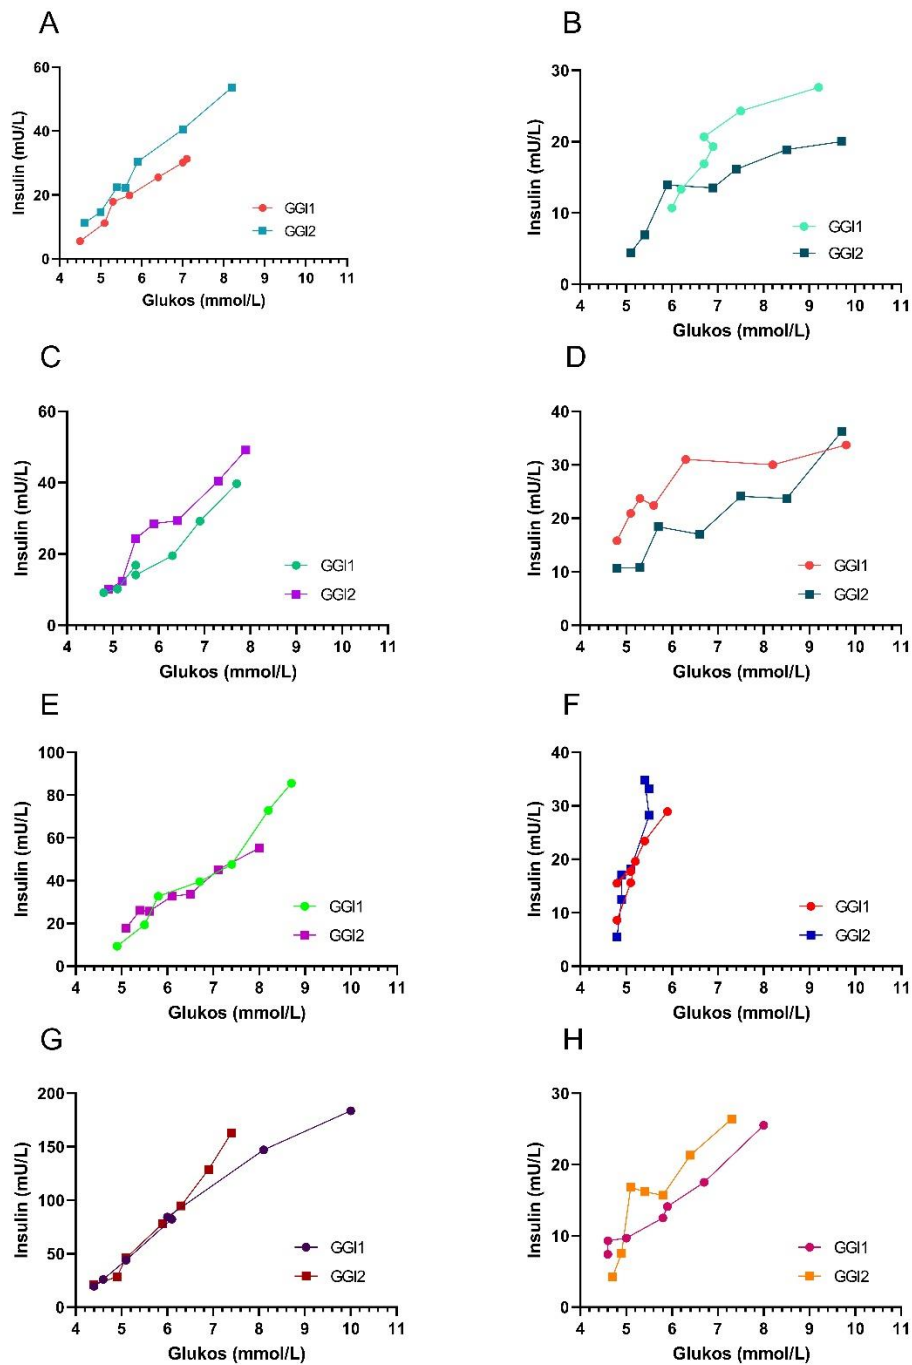 A
60
40
20
0
Insulin (mU/L)
4 5 6 7 8 9 10 11
Glukos (mmol/L)
GGI1
GGI2
B
30
20
10
0
Insulin (mU/L)
4 5 6 7 8 9 10 11
Glukos (mmol/L)
GGI1
GGI2
C
60
40
20
0
Insulin (mU/L)
4 5 6 7 8 9 10 11
Glukos (mmol/L)
GGI1
GGI2
D
40
30
20
10
0
Insulin (mU/L)
4 5 6 7 8 9 10 11
Glukos (mmol/L)
GGI1
GGI2
E
100
80
60
40
20
0
Insulin (mU/L)
4 5 6 7 8 9 10 11
Glukos (mmol/L)
GGI1
GGI2
F
40
30
20
10
0
Insulin (mU/L)
4 5 6 7 8 9 10 11
Glukos (mmol/L)
GGI1
GGI2
G
200
150
100
50
0
Insulin (mU/L)
4 5 6 7 8 9 10 11
Glukos (mmol/L)
GGI1
GGI2
H
30
20
10
0
Insulin (mU/L)
4 5 6 7 8 9 10 11
Glukos (mmol/L)
GGI1
GGI2